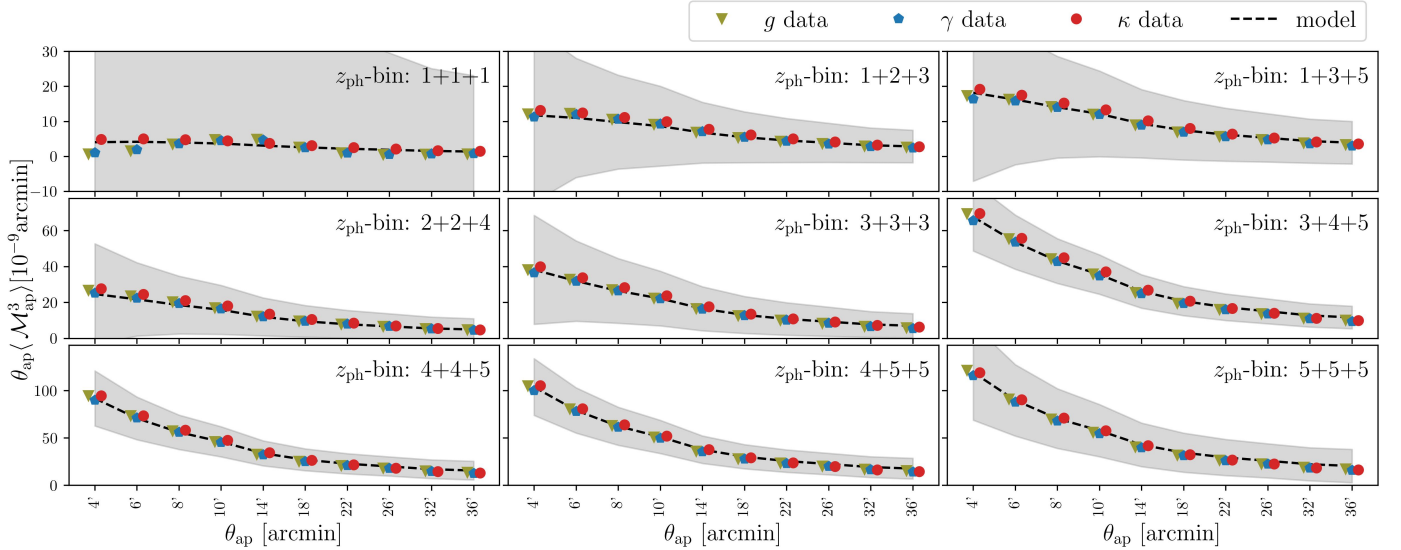 g data γ data κ data model
θ_ap⟨M³_ap⟩[10⁻⁹arcmin]
30
20
10
0
−10
z_ph-bin: 1+1+1
z_ph-bin: 1+2+3
z_ph-bin: 1+3+5
60
40
20
0
z_ph-bin: 2+2+4
z_ph-bin: 3+3+3
z_ph-bin: 3+4+5
100
50
0
z_ph-bin: 4+4+5
z_ph-bin: 4+5+5
z_ph-bin: 5+5+5
4' 6' 8' 10' 14' 18' 22' 26' 32' 36'
4' 6' 8' 10' 14' 18' 22' 26' 32' 36'
4' 6' 8' 10' 14' 18' 22' 26' 32' 36'
θ_ap [arcmin] θ_ap [arcmin] θ_ap [arcmin]